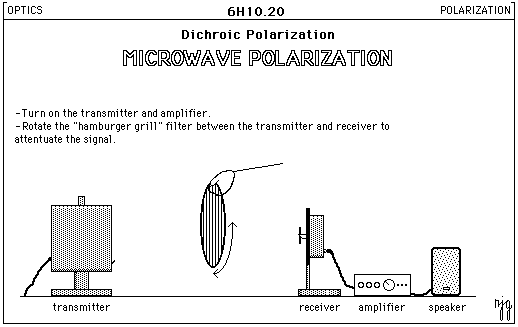 OPTICS 6H10.20 POLARIZATION
Dichroic Polarization
MICROWAVE POLARIZATION
-Turn on the transmitter and amplifier.
-Rotate the "hamburger grill" filter between the transmitter and receiver to
attentuate the signal.
transmitter receiver amplifier speaker